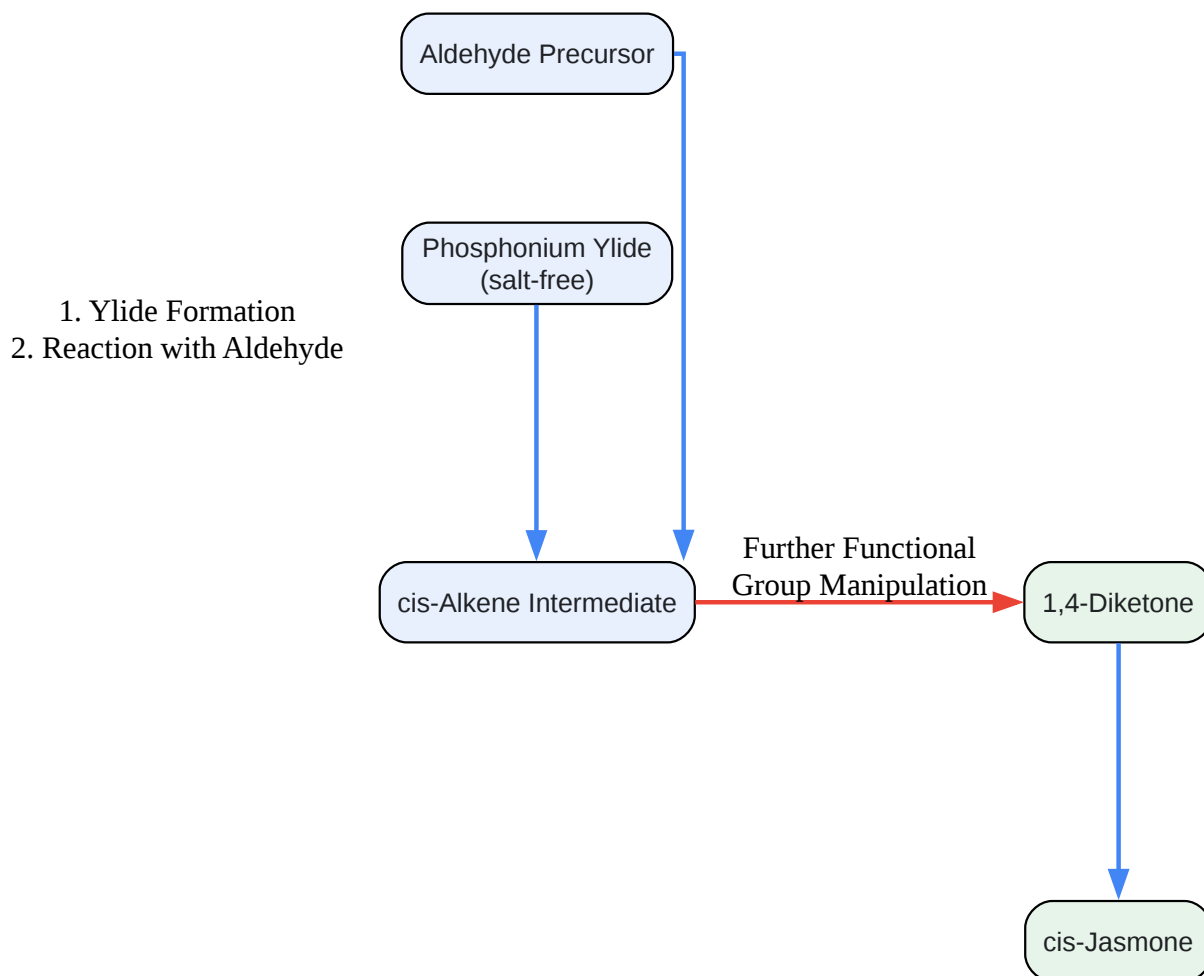 Aldehyde Precursor
Phosphonium Ylide
(salt-free)
1. Ylide Formation
2. Reaction with Aldehyde
Further Functional
Group Manipulation
cis-Alkene Intermediate
1,4-Diketone
cis-Jasmone